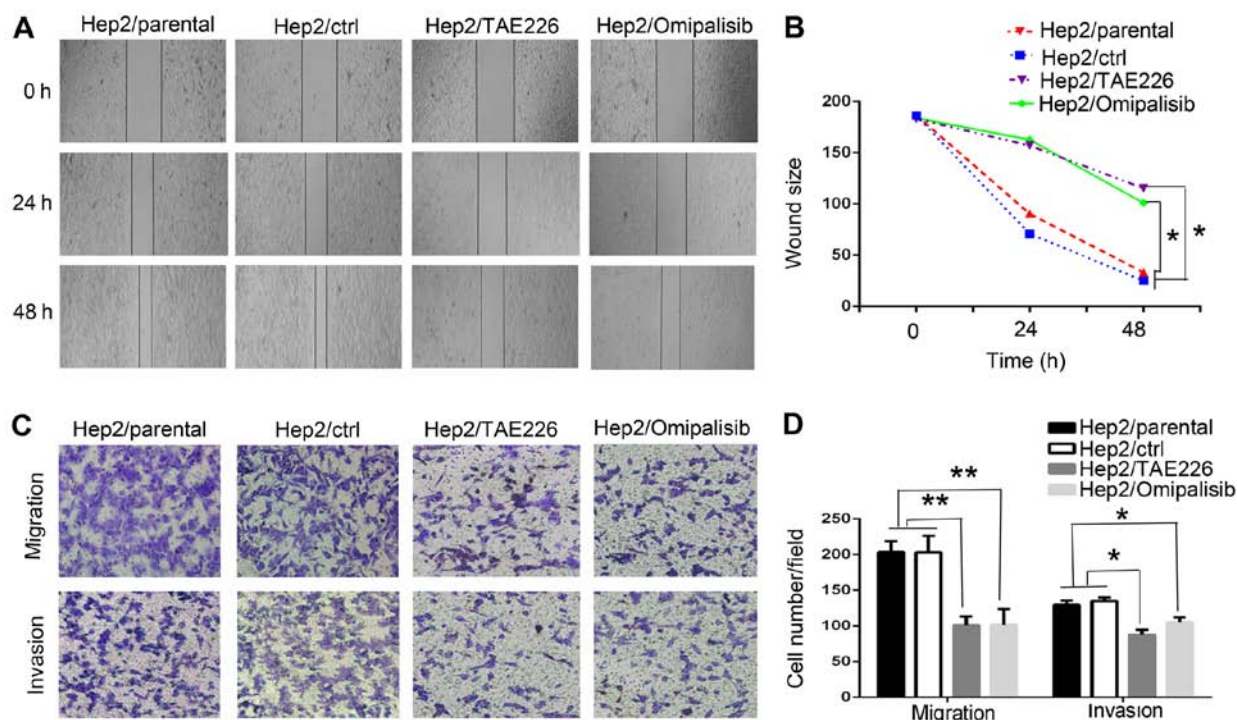 A
Hep2/parental Hep2/ctrl Hep2/TAE226 Hep2/Omipalisib
0 h
24 h
48 h
B
Hep2/parental
Hep2/ctrl
Hep2/TAE226
Hep2/Omipalisib
Wound size
200
150
100
50
0
* *
0 24 48
Time (h)
C
Hep2/parental Hep2/ctrl Hep2/TAE226 Hep2/Omipalisib
Migration
Invasion
D
Hep2/parental
Hep2/ctrl
Hep2/TAE226
Hep2/Omipalisib
Cell number/field
250
200
150
100
50
0
**
**
*
*
Migration Invasion